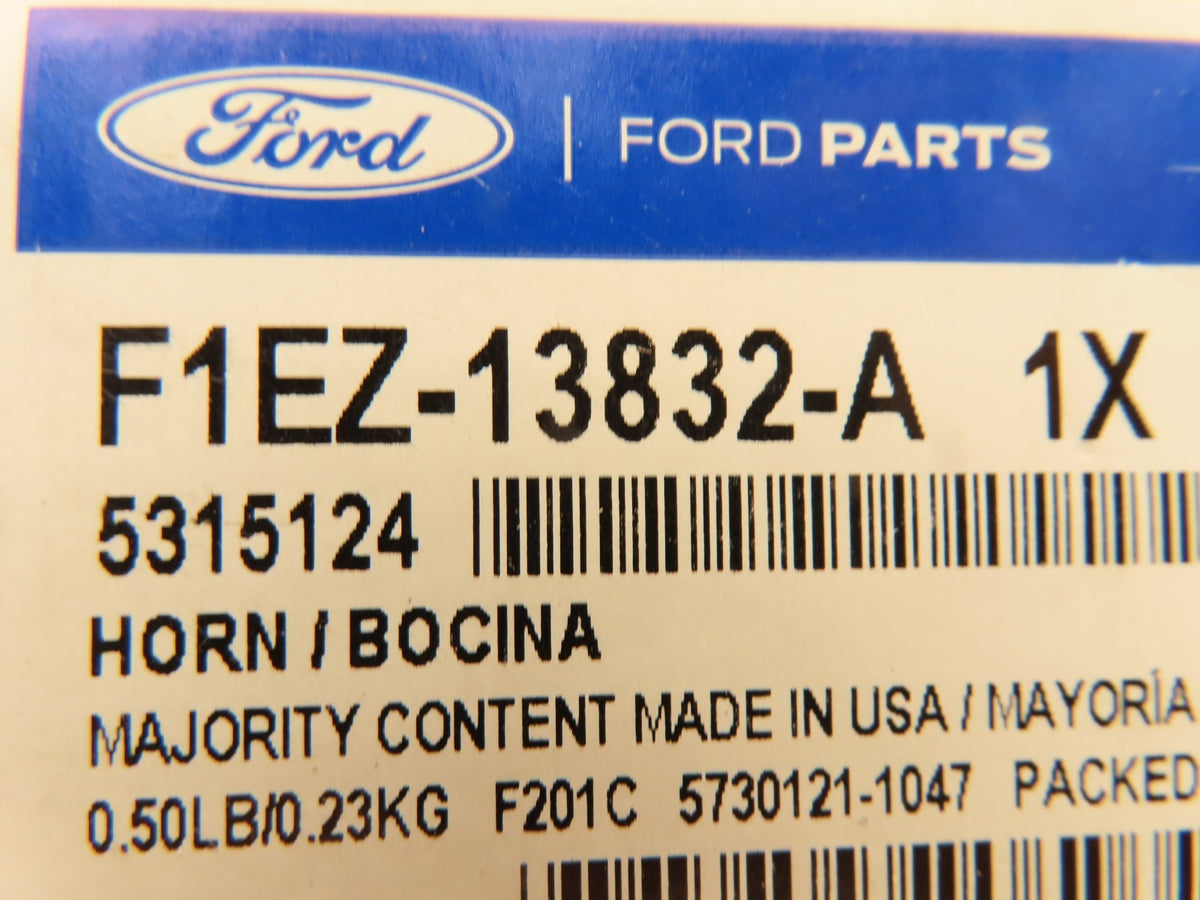 Ford | FORD PARTS
F1EZ-13832-A 1X
5315124
HORN / BOCINA
MAJORITY CONTENT MADE IN USA / MAYORÍA
0.50LB/0.23KG F201C 5730121-1047 PACKED